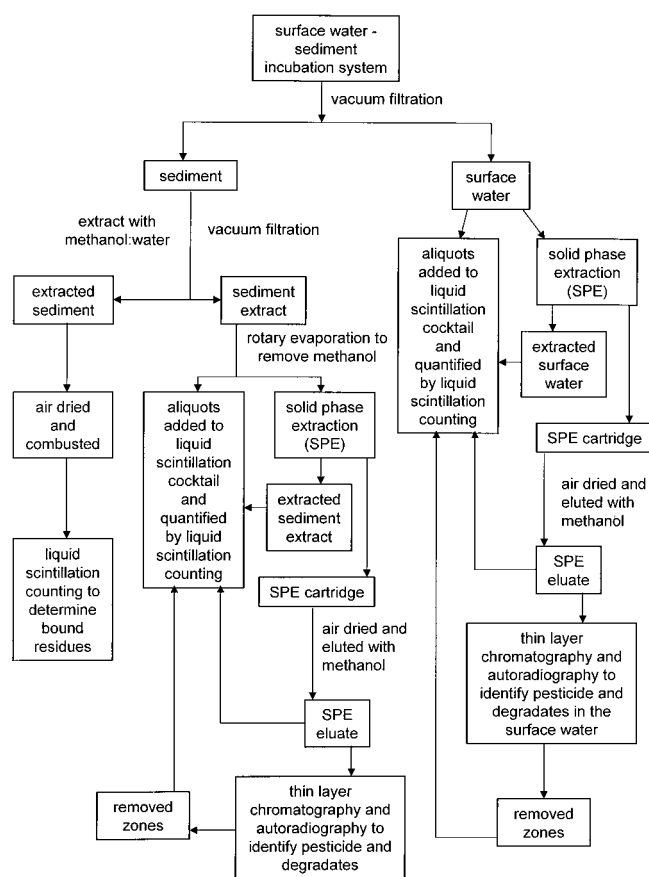 surface water -
sediment
incubation system
vacuum filtration
sediment
surface
water
extract with
methanol:water
vacuum filtration
extracted
sediment
sediment
extract
rotary evaporation to
remove methanol
air dried
and
combusted
liquid
scintillation
counting to
determine
bound
residues
aliquots
added to
liquid
scintillation
cocktail
and
quantified
by liquid
scintillation
counting
solid phase
extraction
(SPE)
extracted
sediment
extract
SPE cartridge
air dried and
eluted with
methanol
SPE
eluate
thin layer
chromatography and
autoradiography to
identify pesticide and
degradates
removed
zones
aliquots
added to
liquid
scintillation
cocktail
and
quantified
by liquid
scintillation
counting
solid phase
extraction
(SPE)
extracted
surface
water
SPE cartridge
air dried and
eluted with
methanol
SPE
eluate
thin layer
chromatography and
autoradiography to
identify pesticide and
degradates in the
surface water
removed
zones